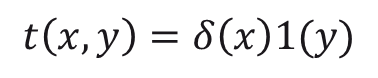 t(x, y) = δ(x)1(y)